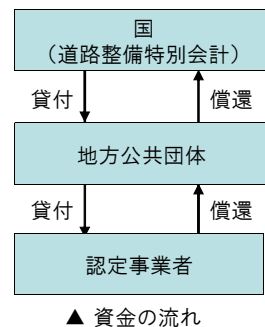 国
（道路整備特別会計）
貸付
償還
地方公共団体
貸付
償還
認定事業者
▲ 資金の流れ